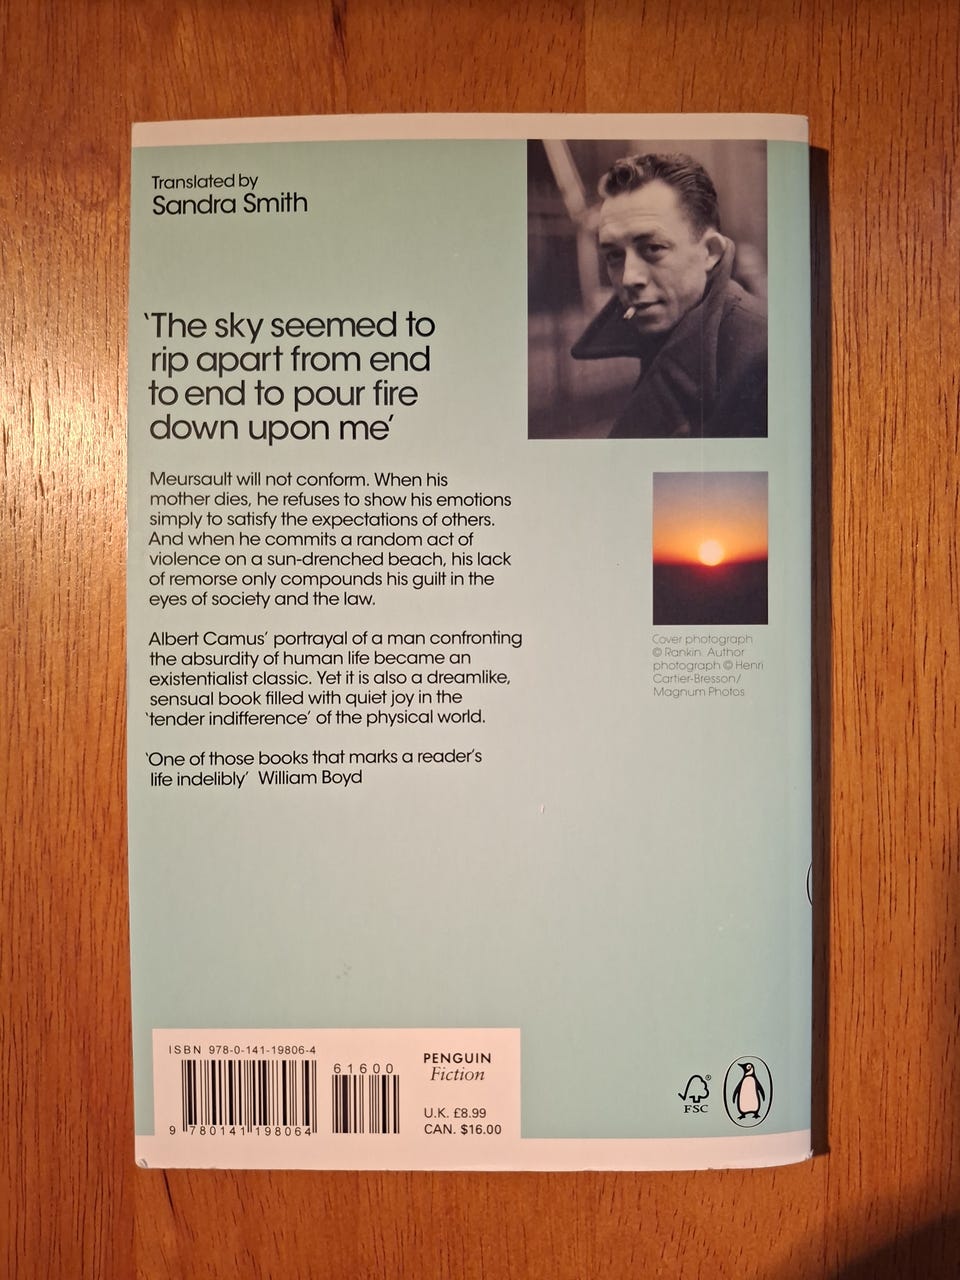 Translated by
Sandra Smith
‘The sky seemed to
rip apart from end
to end to pour fire
down upon me’
Meursault will not conform. When his
mother dies, he refuses to show his emotions
simply to satisfy the expectations of others.
And when he commits a random act of
violence on a sun-drenched beach, his lack
of remorse only compounds his guilt in the
eyes of society and the law.
Albert Camus’ portrayal of a man confronting
the absurdity of human life became an
existentialist classic. Yet it is also a dreamlike,
sensual book filled with quiet joy in the
‘tender indifference’ of the physical world.
‘One of those books that marks a reader’s
life indelibly’ William Boyd
Cover photograph
© Rankin. Author
photograph © Henri
Cartier-Bresson/
Magnum Photos
ISBN 978-0-141-19806-4
61600
9 780141 198064
PENGUIN
Fiction
U.K. £8.99
CAN. $16.00
®
FSC